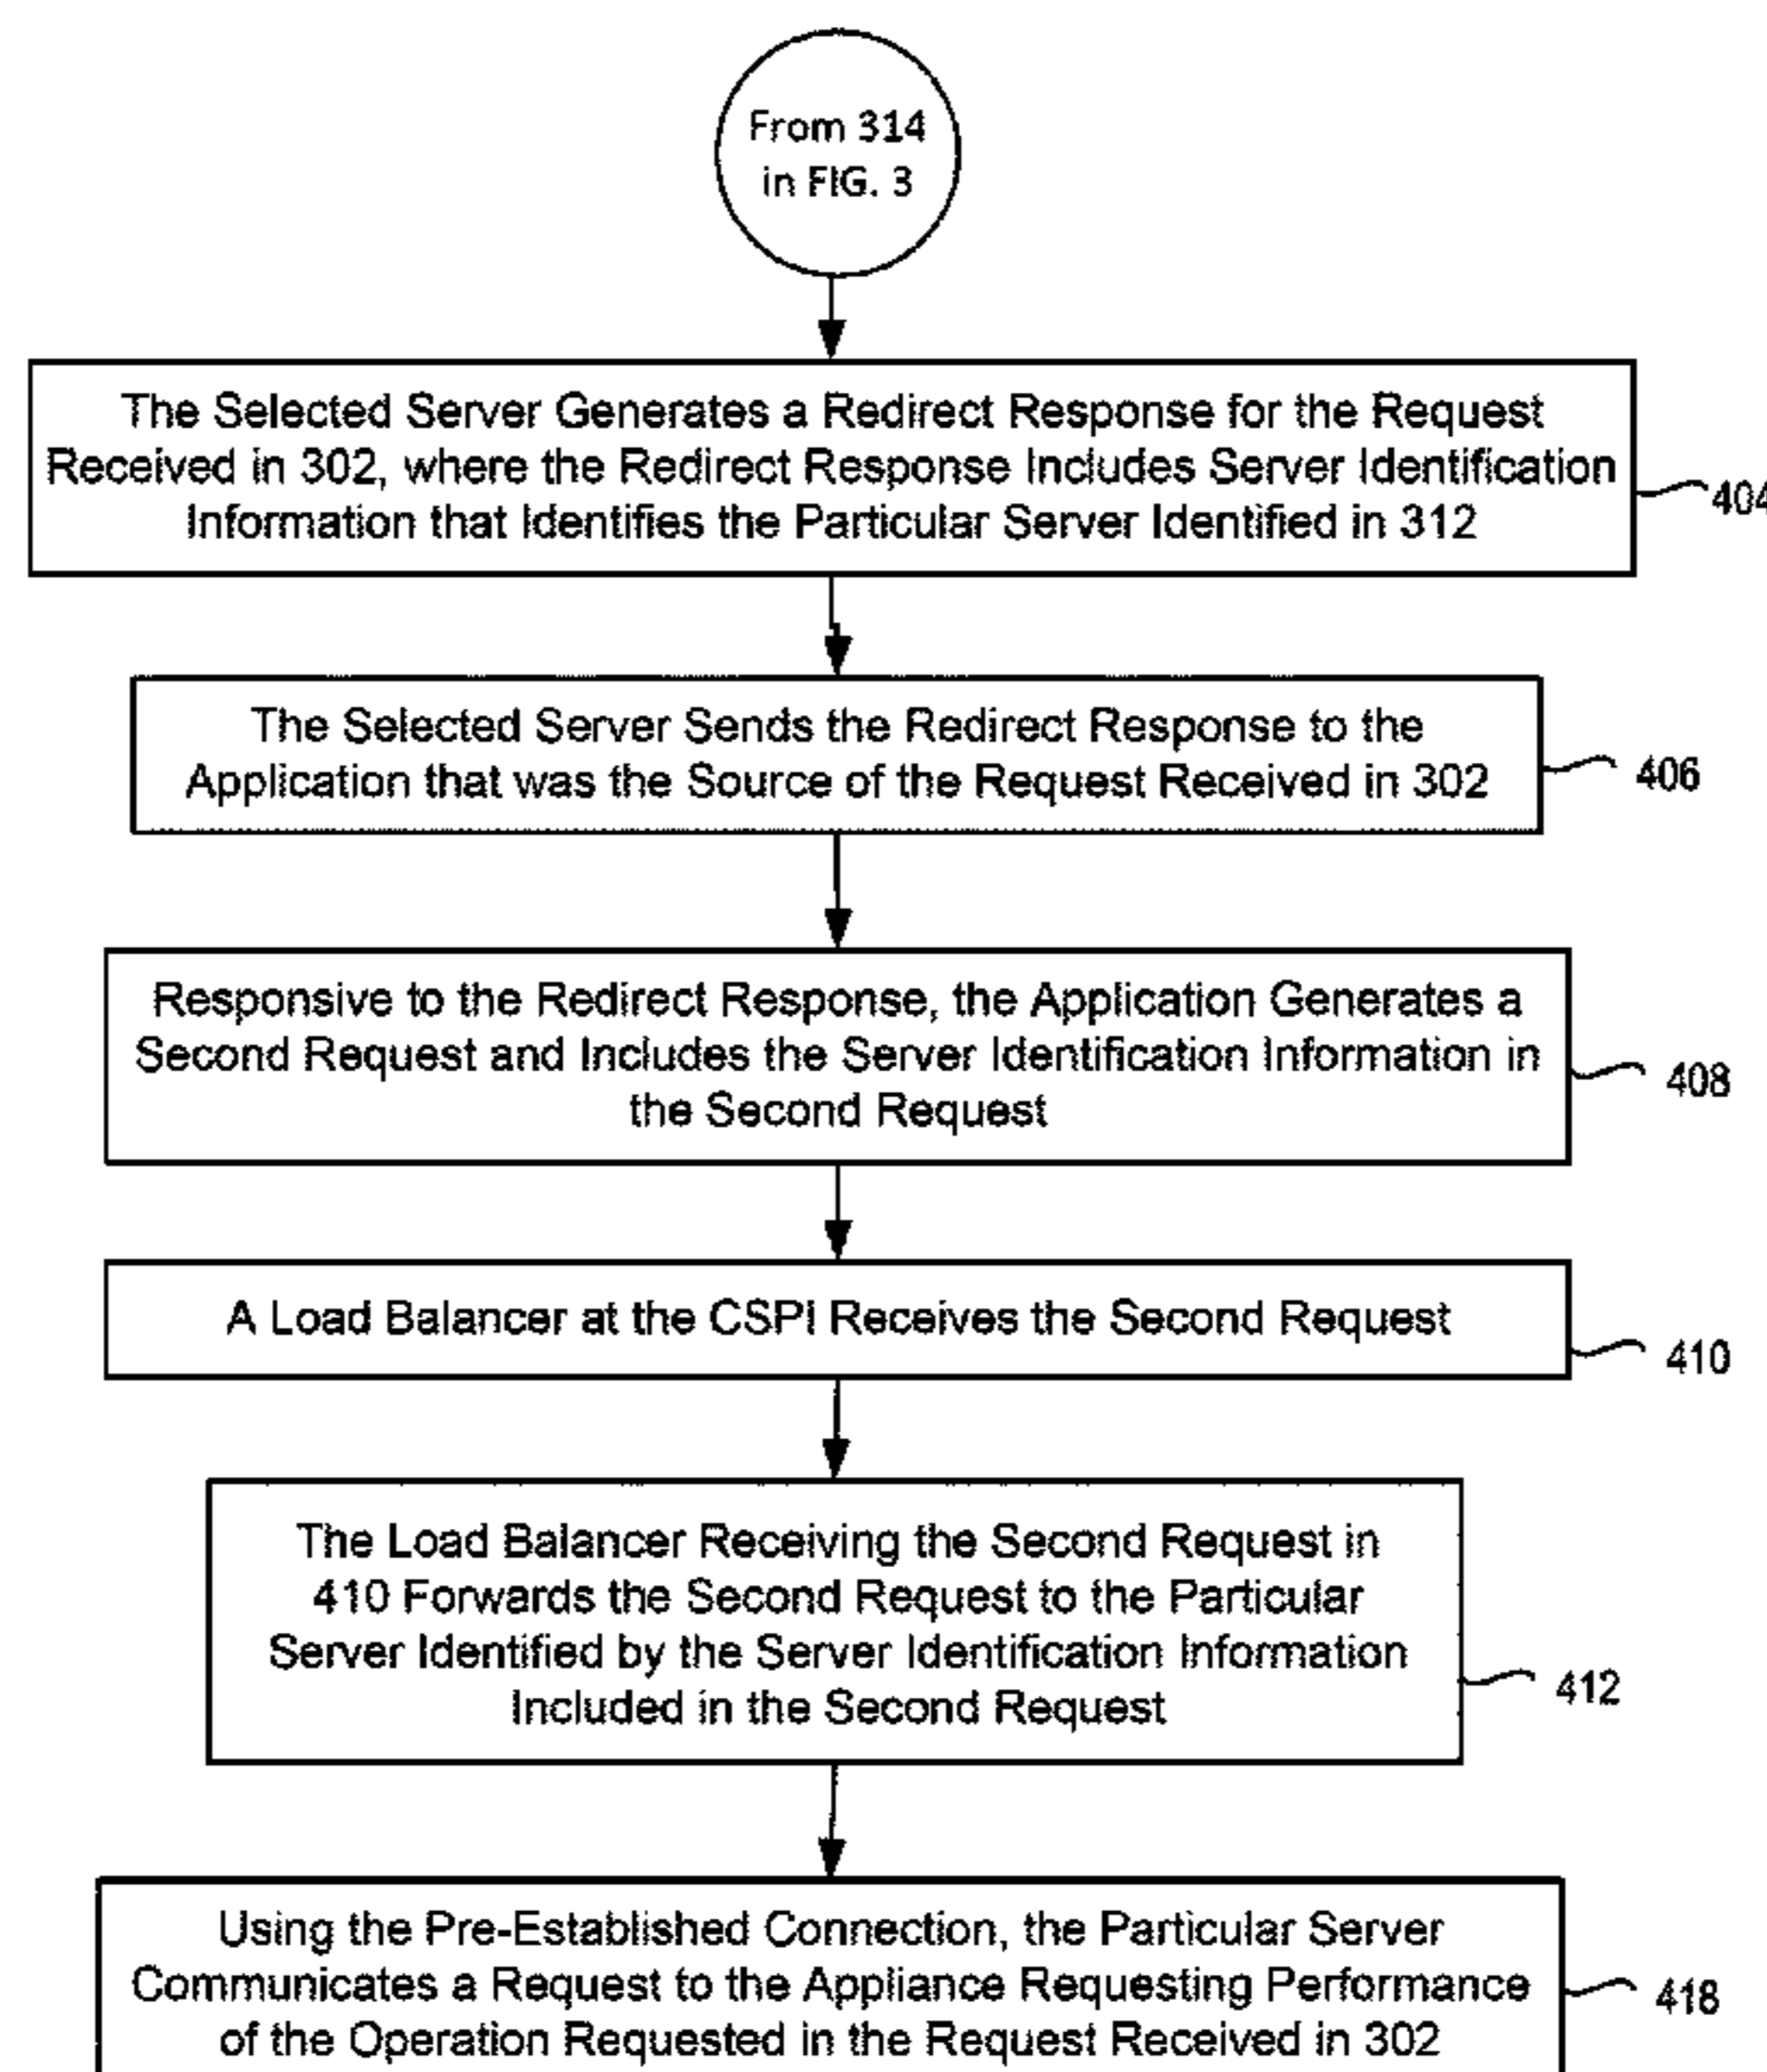 From 314
in FIG. 3
The Selected Server Generates a Redirect Response for the Request
Received in 302, where the Redirect Response Includes Server Identification
Information that Identifies the Particular Server Identified in 312
404
The Selected Server Sends the Redirect Response to the
Application that was the Source of the Request Received in 302
406
Responsive to the Redirect Response, the Application Generates a
Second Request and Includes the Server Identification Information in
the Second Request
408
A Load Balancer at the CSPI Receives the Second Request
410
The Load Balancer Receiving the Second Request in
410 Forwards the Second Request to the Particular
Server Identified by the Server Identification Information
Included in the Second Request
412
Using the Pre-Established Connection, the Particular Server
Communicates a Request to the Appliance Requesting Performance
of the Operation Requested in the Request Received in 302
418